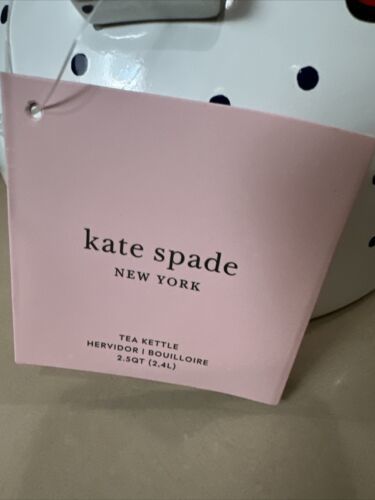 kate spade
NEW YORK
TEA KETTLE
HERVIDOR I BOUILLOIRE
2.5QT (2,4L)